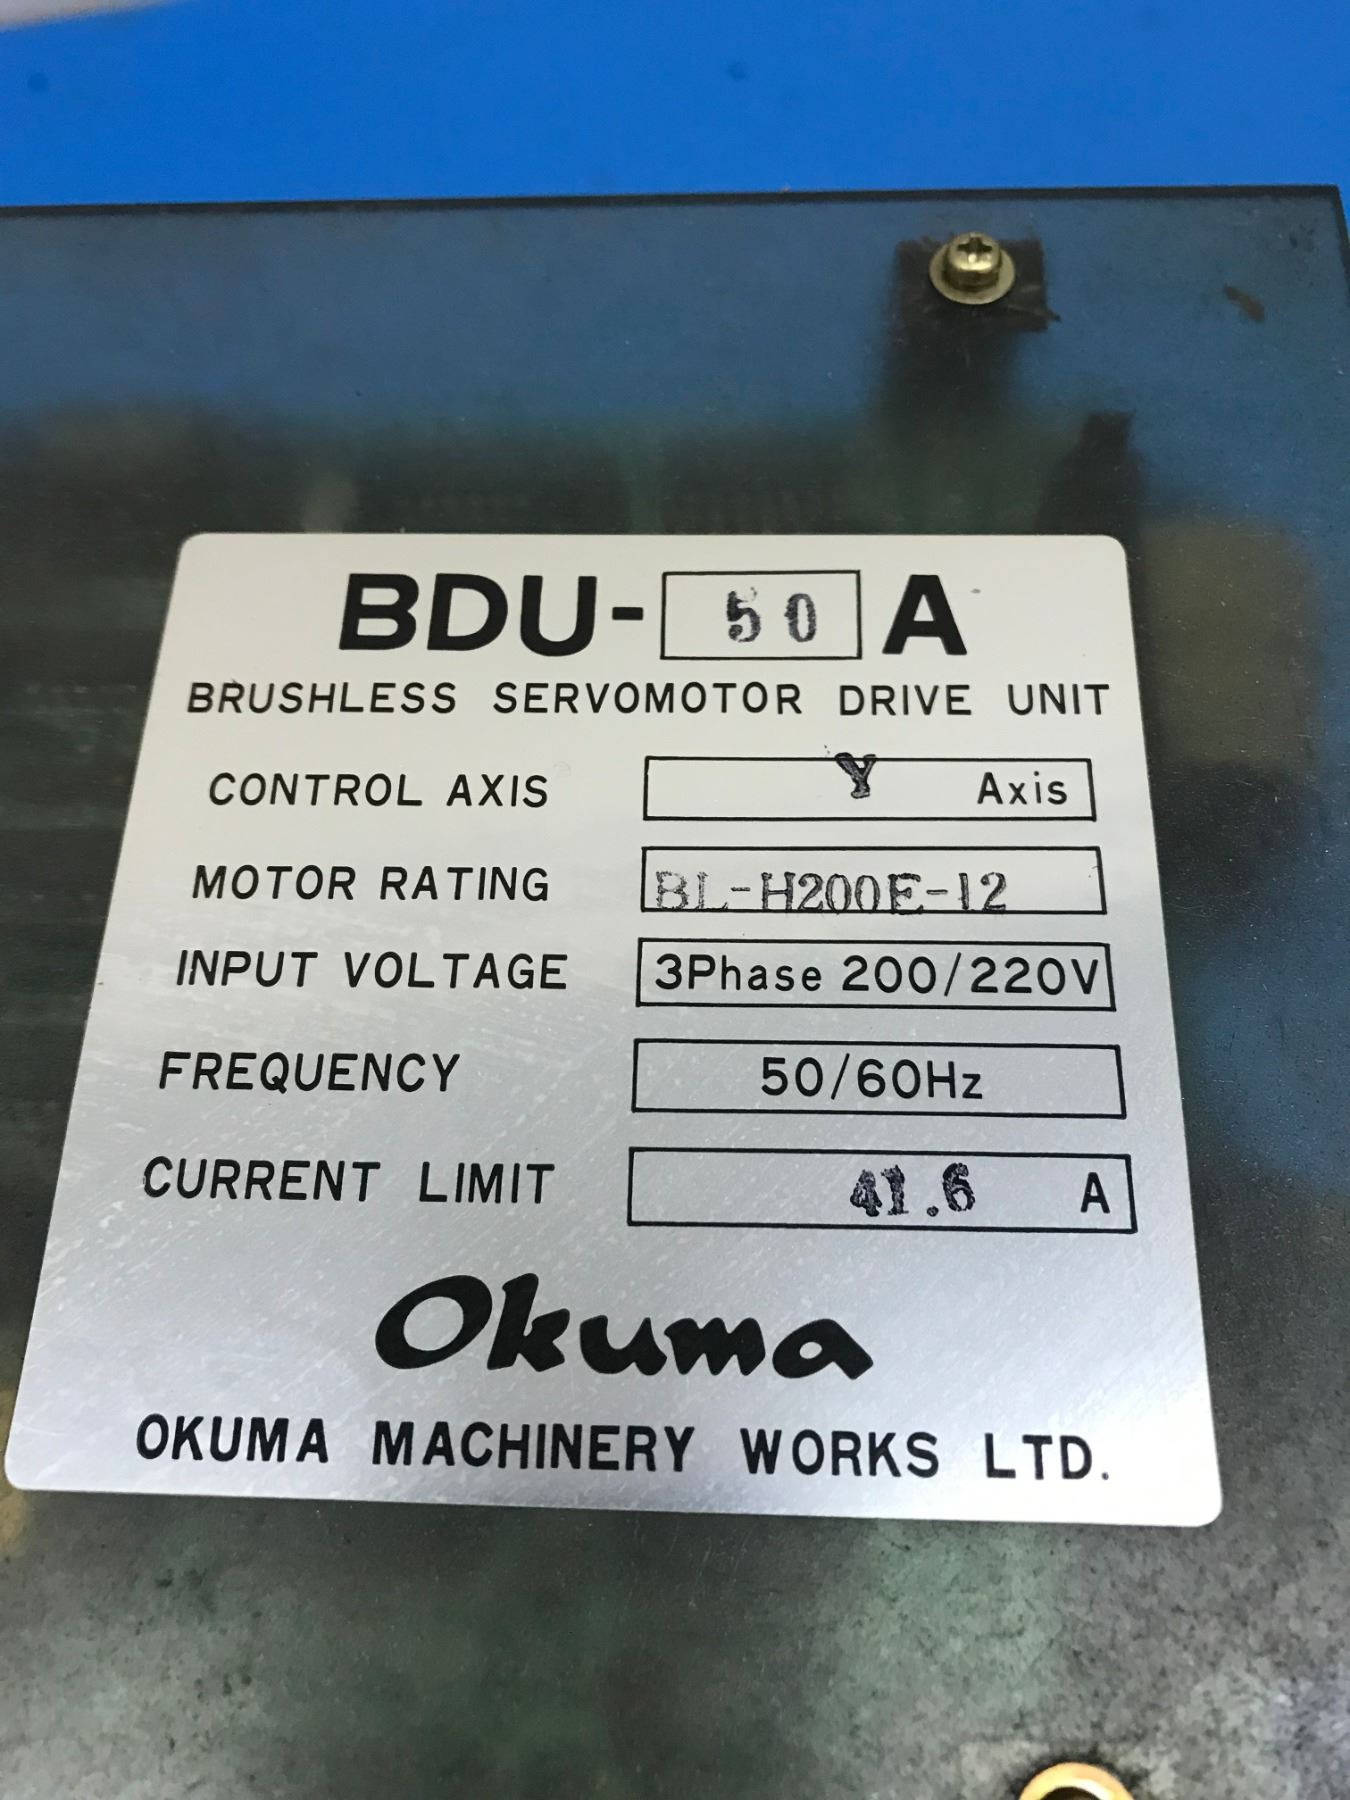 BDU-50A
BRUSHLESS SERVOMOTOR DRIVE UNIT
CONTROL AXIS Y Axis
MOTOR RATING BL-H200E-12
INPUT VOLTAGE 3Phase 200/220V
FREQUENCY 50/60Hz
CURRENT LIMIT 41.6 A
Okuma
OKUMA MACHINERY WORKS LTD.